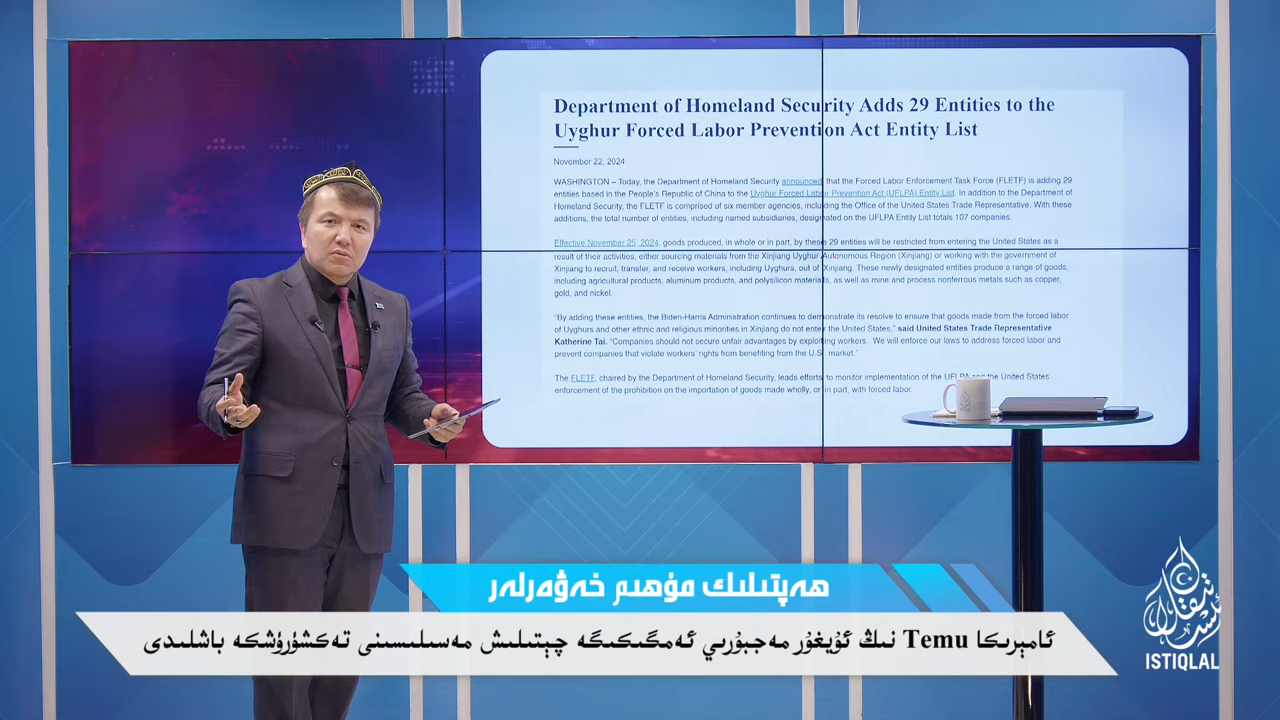 Department of Homeland Security Adds 29 Entities to the
Uyghur Forced Labor Prevention Act Entity List
November 22, 2024
WASHINGTON – Today, the Department of Homeland Security announced that the Forced Labor Enforcement Task Force (FLETF) is adding 29
entities based in the People's Republic of China to the Uyghur Forced Labor Prevention Act (UFLPA) Entity List. In addition to the Department of
Homeland Security, the FLETF is comprised of six member agencies, including the Office of the United States Trade Representative. With these
additions, the total number of entities, including named subsidiaries, designated on the UFLPA Entity List totals 107 companies.
Effective November 25, 2024, goods produced, in whole or in part, by these 29 entities will be restricted from entering the United States as a
result of their activities, either sourcing materials from the Xinjiang Uyghur Autonomous Region (Xinjiang) or working with the government of
Xinjiang to recruit, transfer, and receive workers, including Uyghurs, out of Xinjiang. These newly designated entities produce a range of goods,
including agricultural products, aluminum products, and polysilicon materials, as well as mine and process nonferrous metals such as copper,
gold, and nickel.
"By adding these entities, the Biden-Harris Administration continues to demonstrate its resolve to ensure that goods made from the forced labor
of Uyghurs and other ethnic and religious minorities in Xinjiang do not enter the United States," said United States Trade Representative
Katherine Tai. "Companies should not secure unfair advantages by exploiting workers. We will enforce our laws to address forced labor and
prevent companies that violate workers' rights from benefiting from the U.S. market."
The FLETF, chaired by the Department of Homeland Security, leads efforts to monitor implementation of the UFLPA and the United States
enforcement of the prohibition on the importation of goods made wholly, or in part, with forced labor.
ھەپتىلىك مۇھىم خەۋەرلەر
ئامېرىكا Temu نىڭ ئۇيغۇر مەجبۇرىي ئەمگىكىگە چېتىلىش مەسىلىسىنى تەكشۈرۈشكە باشلىدى
ئىستىقلال
ISTIQLAL